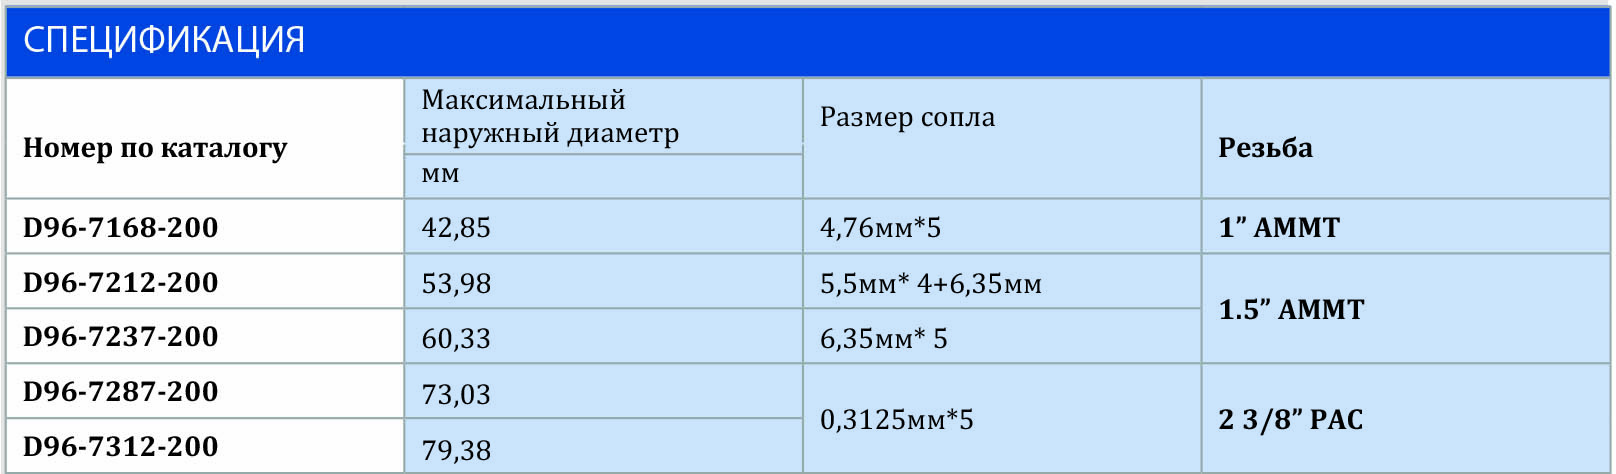 СПЕЦИФИКАЦИЯ
Номер по каталогу
Максимальный
наружный диаметр
мм
Размер сопла
Резьба
D96-7168-200
42,85
4,76мм*5
1” АММТ
D96-7212-200
53,98
5,5мм* 4+6,35мм
1.5” АММТ
D96-7237-200
60,33
6,35мм* 5
D96-7287-200
73,03
0,3125мм*5
2 3/8” PAC
D96-7312-200
79,38